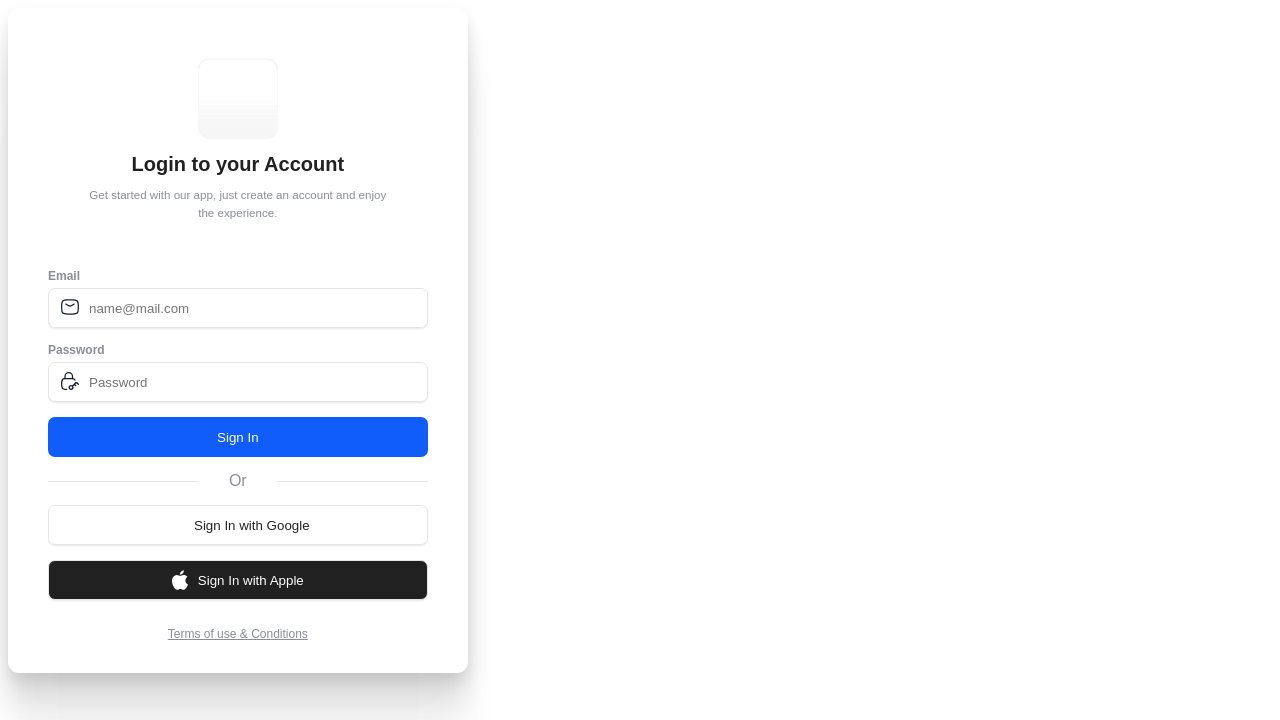 Login to your Account
Get started with our app, just create an account and enjoy
the experience.
Email
name@mail.com
Password
Password
Sign In
Or
Sign In with Google
Sign In with Apple
Terms of use & Conditions